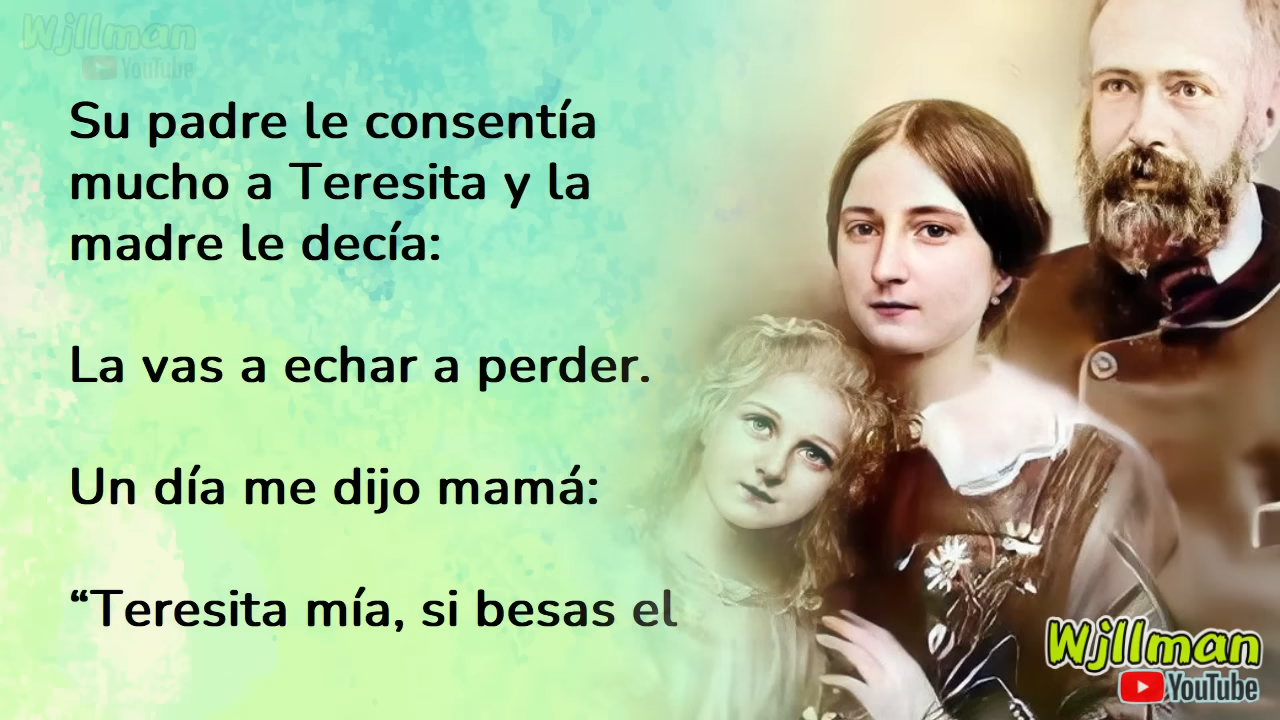 Wjllman
YouTube
Su padre le consentía
mucho a Teresita y la
madre le decía:
La vas a echar a perder.
Un día me dijo mamá:
“Teresita mía, si besas el
Wjllman
YouTube